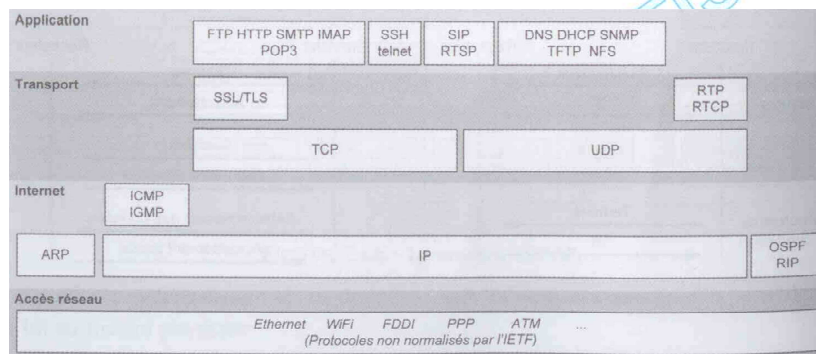 Application
FTP HTTP SMTP IMAP
POP3
SSH
telnet
SIP
RTSP
DNS DHCP SNMP
TFTP NFS
Transport
SSL/TLS
RTP
RTCP
TCP
UDP
Internet
ICMP
IGMP
ARP
IP
OSPF
RIP
Accès réseau
Ethernet WiFi FDDI PPP ATM ...
(Protocoles non normalisés par l'IETF)